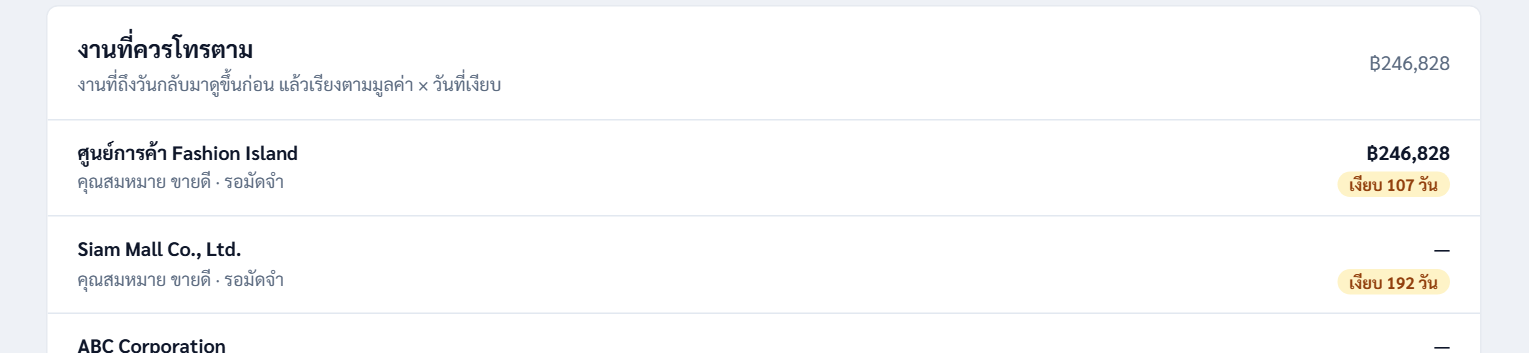 งานที่ควรโทรตาม
งานที่ถึงวันกลับมาดูขึ้นก่อน แล้วเรียงตามมูลค่า × วันที่เงียบ
฿246,828
ศูนย์การค้า Fashion Island
฿246,828
คุณสมหมาย ขายดี · รอมัดจำ
เงียบ 107 วัน
Siam Mall Co., Ltd.
—
คุณสมหมาย ขายดี · รอมัดจำ
เงียบ 192 วัน
ABC Corporation
—